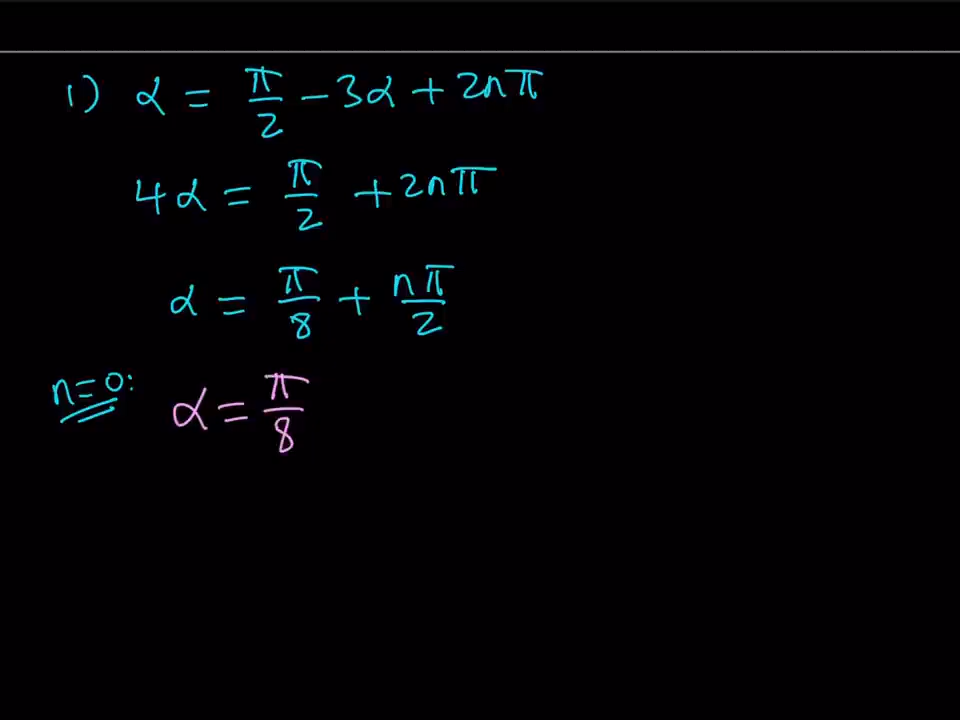 1) α = π/2 − 3α + 2nπ
4α = π/2 + 2nπ
α = π/8 + nπ/2
n=0: α = π/8